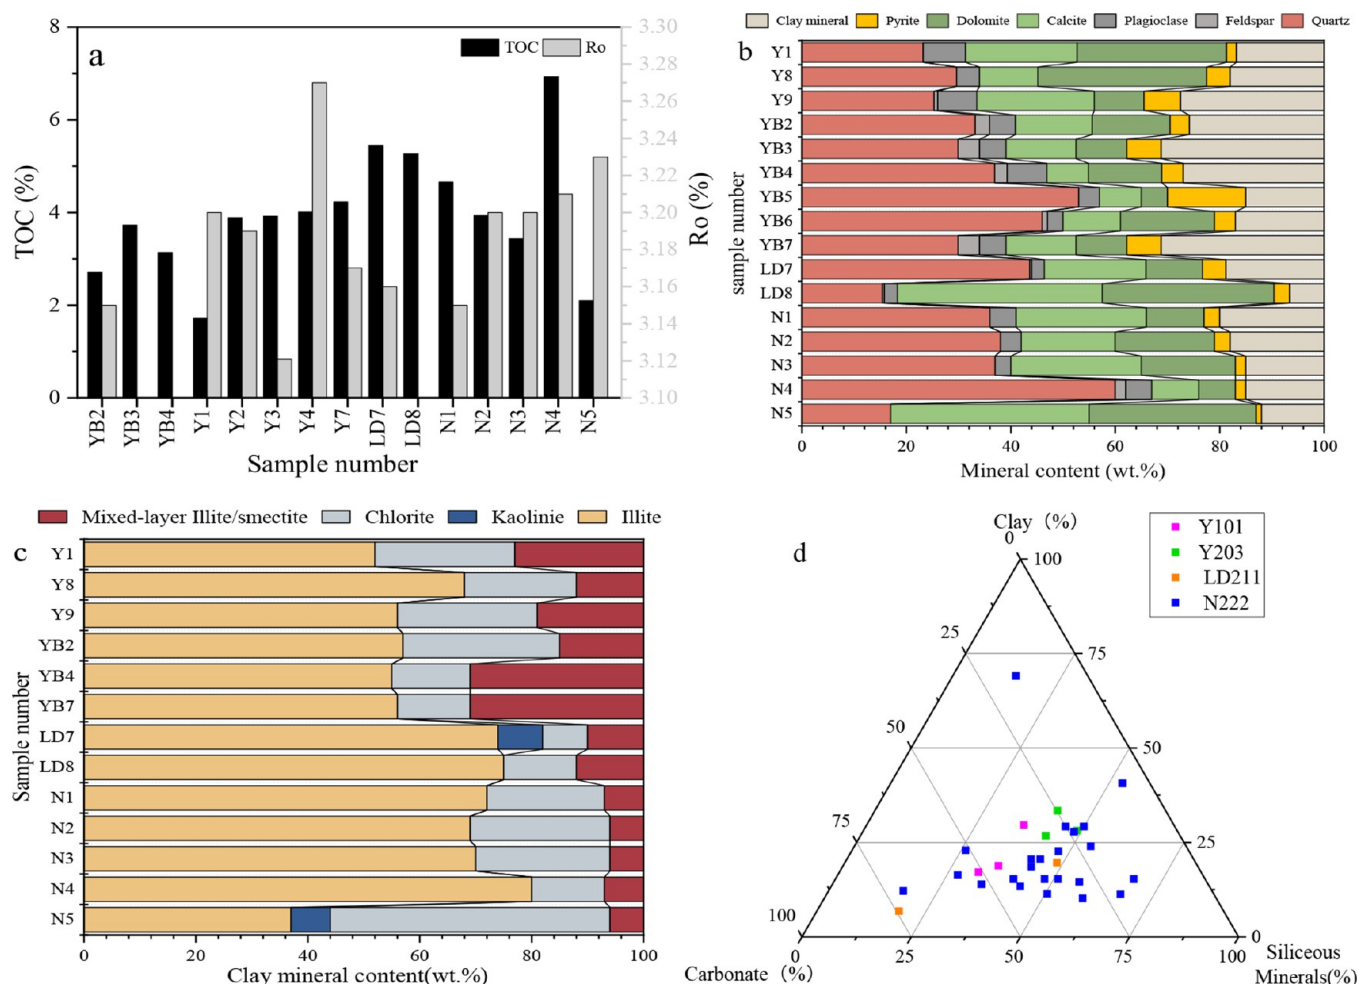 a
TOC
Ro
8
6
4
2
0
TOC (%)
3.30
3.28
3.26
3.24
3.22
3.20
3.18
3.16
3.14
3.12
3.10
Ro (%)
YB2
YB3
YB4
Y1
Y2
Y3
Y4
Y7
LD7
LD8
N1
N2
N3
N4
N5
Sample number
b
Clay mineral
Pyrite
Dolomite
Calcite
Plagioclase
Feldspar
Quartz
sample number
Y1
Y8
Y9
YB2
YB3
YB4
YB5
YB6
YB7
LD7
LD8
N1
N2
N3
N4
N5
0
20
40
60
80
100
Mineral content (wt.%)
c
Mixed-layer Illite/smectite
Chlorite
Kaolinie
Illite
Sample number
Y1
Y8
Y9
YB2
YB4
YB7
LD7
LD8
N1
N2
N3
N4
N5
0
20
40
60
80
100
Clay mineral content(wt.%)
d
Clay（%)
Y101
Y203
LD211
N222
0
100
25
75
50
50
75
25
100
0
0
25
50
75
100
Carbonate（%)
Siliceous
Minerals(%)